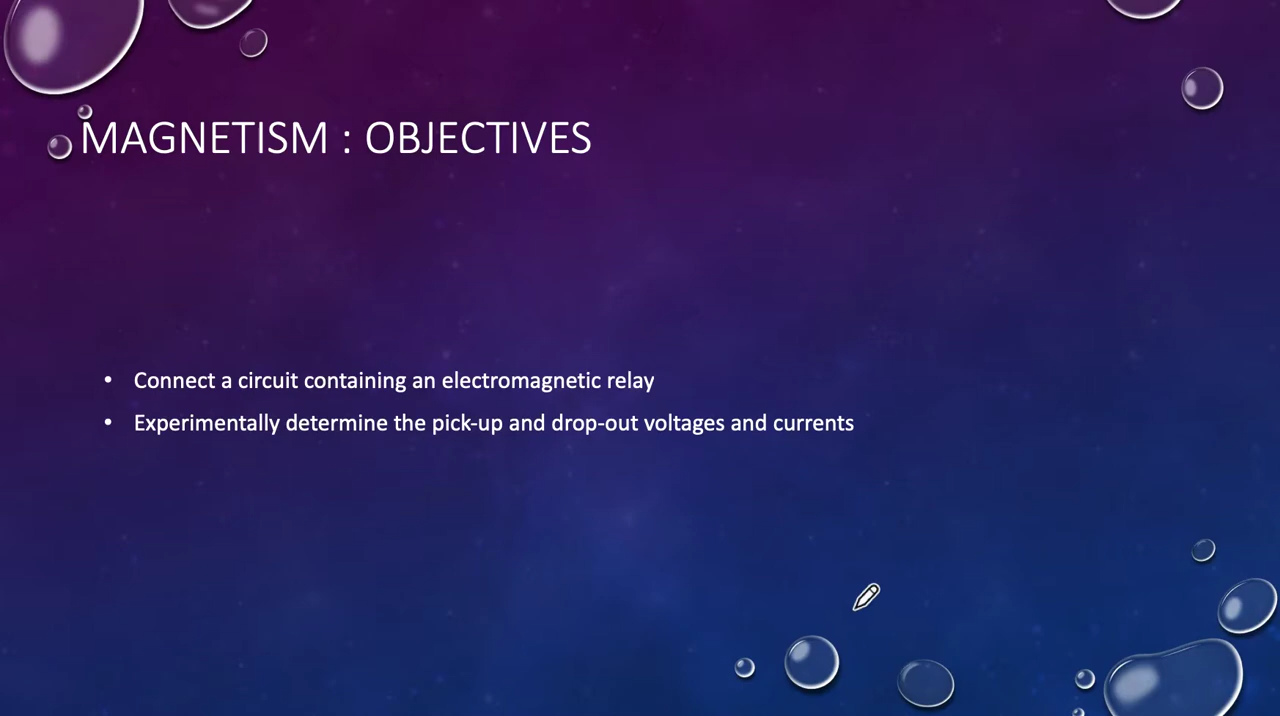 MAGNETISM : OBJECTIVES
• Connect a circuit containing an electromagnetic relay
• Experimentally determine the pick-up and drop-out voltages and currents